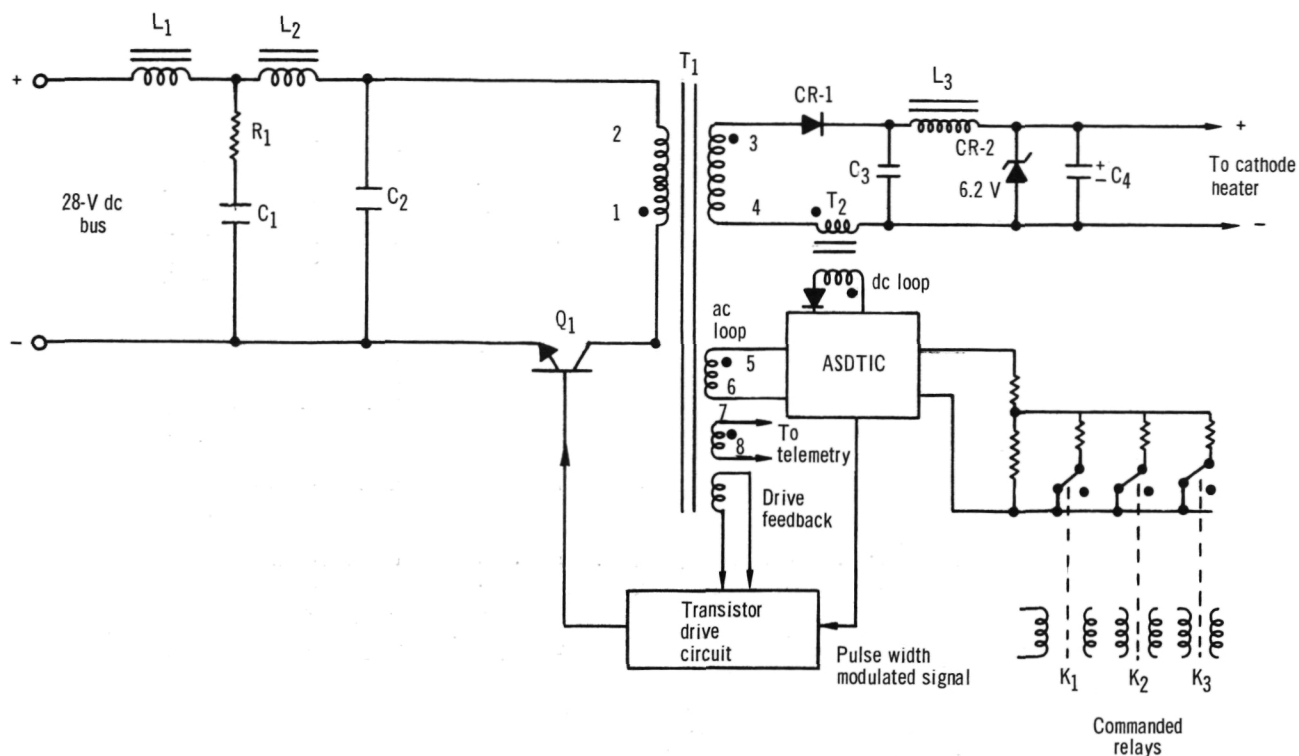 L1
L2
+
R1
28-V dc
bus
C1
C2
−
2
1
T1
CR-1
L3
3
C3
CR-2
6.2 V
+
−
C4
+
To cathode
heater
−
4
T2
dc loop
ac
loop
5
6
ASDTIC
7
8
To
telemetry
Drive
feedback
Q1
Transistor
drive
circuit
Pulse width
modulated signal
K1
K2
K3
Commanded
relays